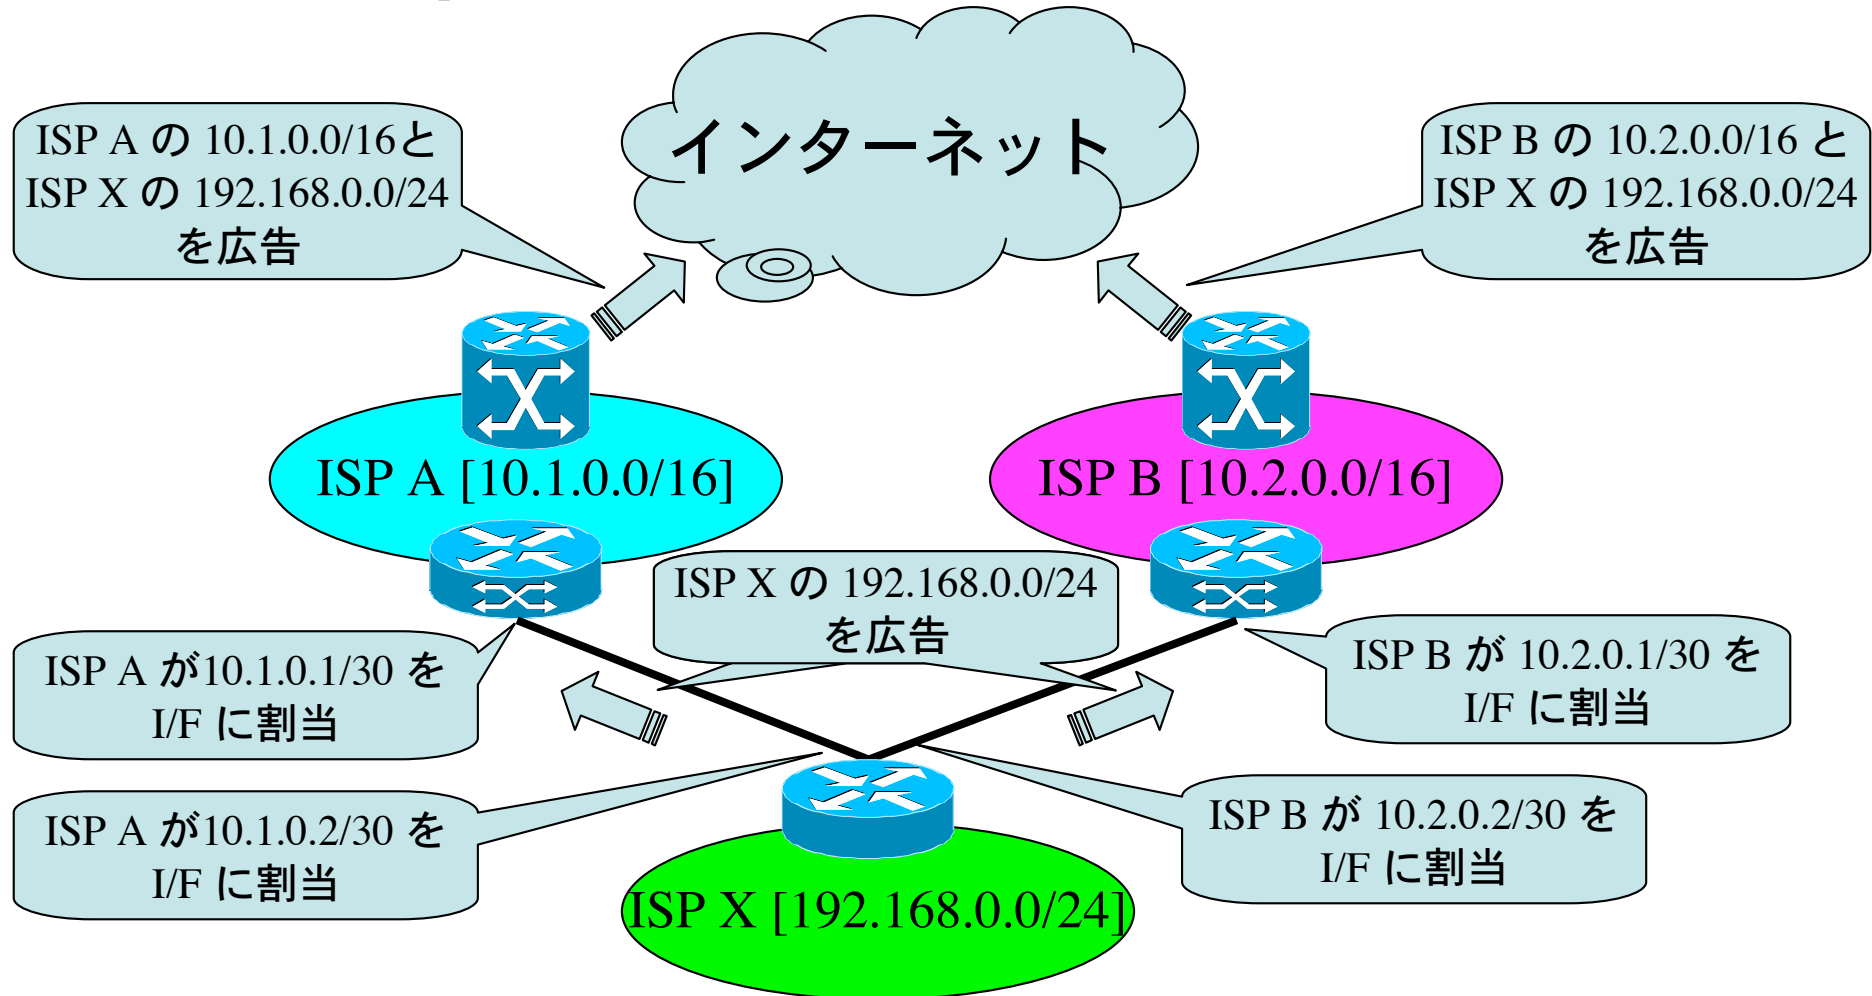 インターネット
ISP A の 10.1.0.0/16と
ISP X の 192.168.0.0/24
を広告
ISP B の 10.2.0.0/16 と
ISP X の 192.168.0.0/24
を広告
ISP A [10.1.0.0/16]
ISP B [10.2.0.0/16]
ISP X の 192.168.0.0/24
を広告
ISP A が10.1.0.1/30 を
I/F に割当
ISP B が 10.2.0.1/30 を
I/F に割当
ISP A が10.1.0.2/30 を
I/F に割当
ISP B が 10.2.0.2/30 を
I/F に割当
ISP X [192.168.0.0/24]